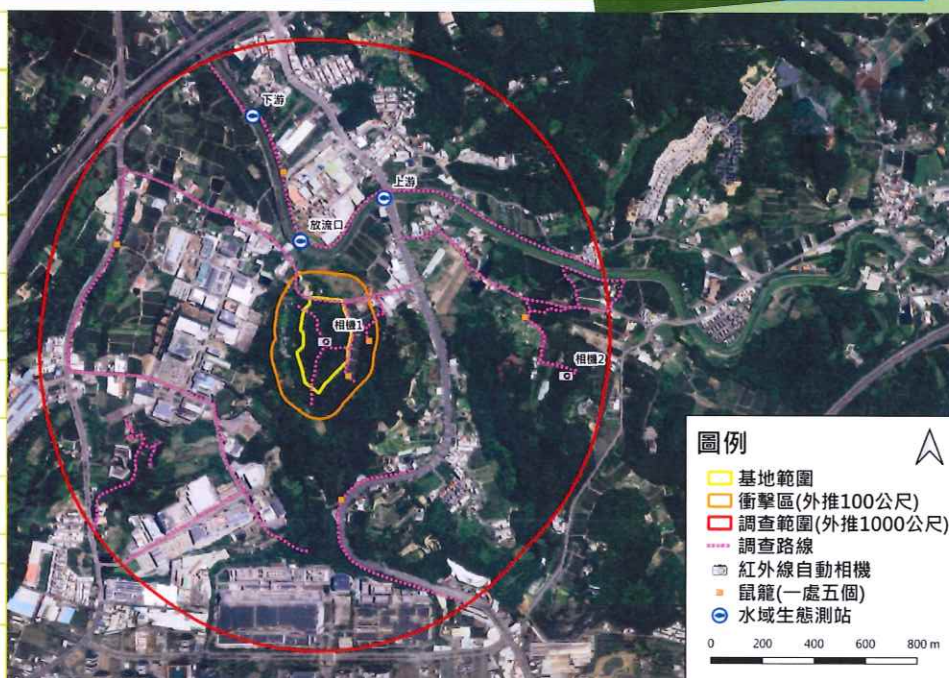 下游
上游
放流口
相機1
相機2
圖例
基地範圍
衝擊區(外推100公尺)
調查範圍(外推1000公尺)
調查路線
紅外線自動相機
鼠籠(一處五個)
水域生態測站
0 200 400 600 800 m